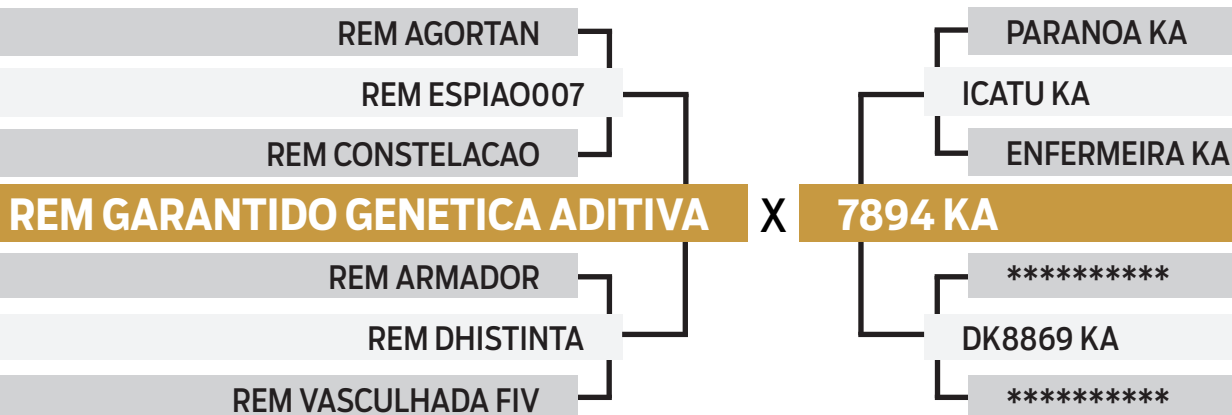 REM AGORTAN
REM ESPIAO007
REM CONSTELACAO
REM GARANTIDO GENETICA ADITIVA X 7894 KA
REM ARMADOR
REM DHISTINTA
REM VASCULHADA FIV
PARANOA KA
ICATU KA
ENFERMEIRA KA
**********
DK8869 KA
**********